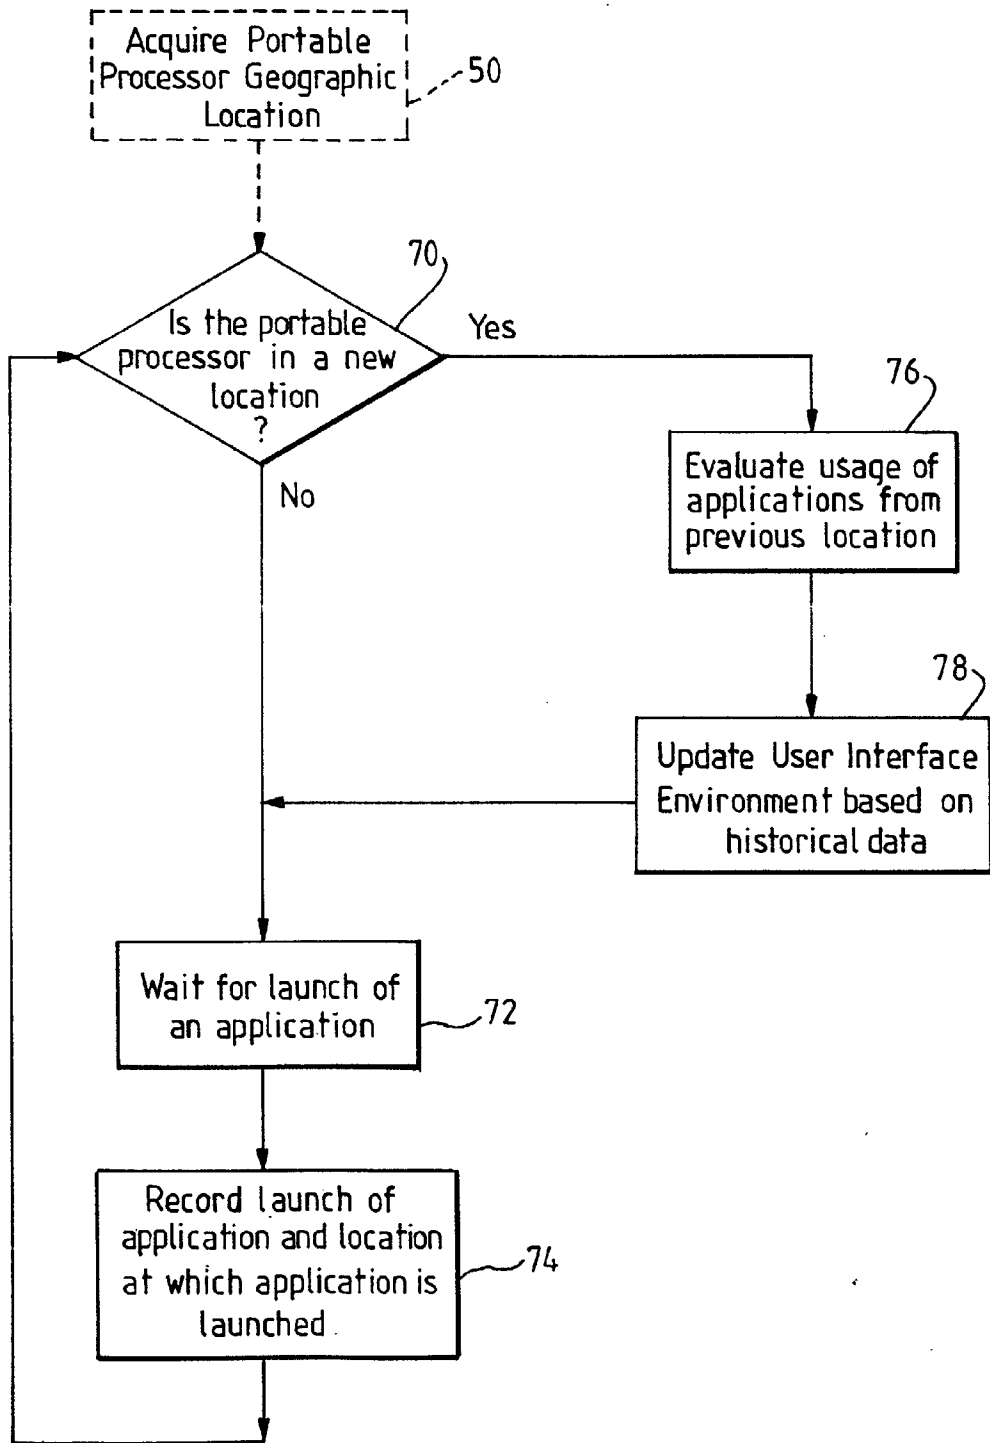 Acquire Portable
Processor Geographic
Location
50
70
Is the portable
processor in a new
location
?
Yes
No
76
Evaluate usage of
applications from
previous location
78
Update User Interface
Environment based on
historical data
Wait for launch of
an application
72
Record launch of
application and location
at which application is
launched
74